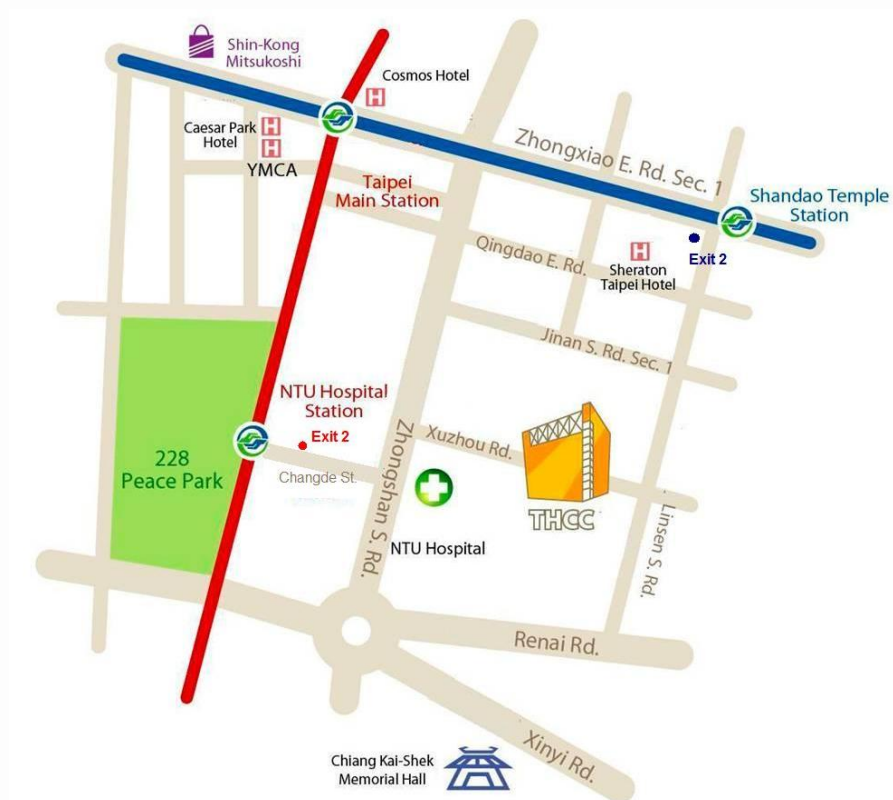 Shin-Kong
Mitsukoshi
Cosmos Hotel
Caesar Park
Hotel
YMCA
Taipei
Main Station
Zhongxiao E. Rd. Sec. 1
Shandao Temple
Station
Exit 2
Qingdao E. Rd.
Sheraton
Taipei Hotel
Jinan S. Rd. Sec. 1
NTU Hospital
Station
Exit 2
228
Peace Park
Changde St.
Zhongshan S. Rd.
Xuzhou Rd.
THCC
NTU Hospital
Linsen S. Rd.
Renai Rd.
Xinyi Rd.
Chiang Kai-Shek
Memorial Hall
H
H
H
H